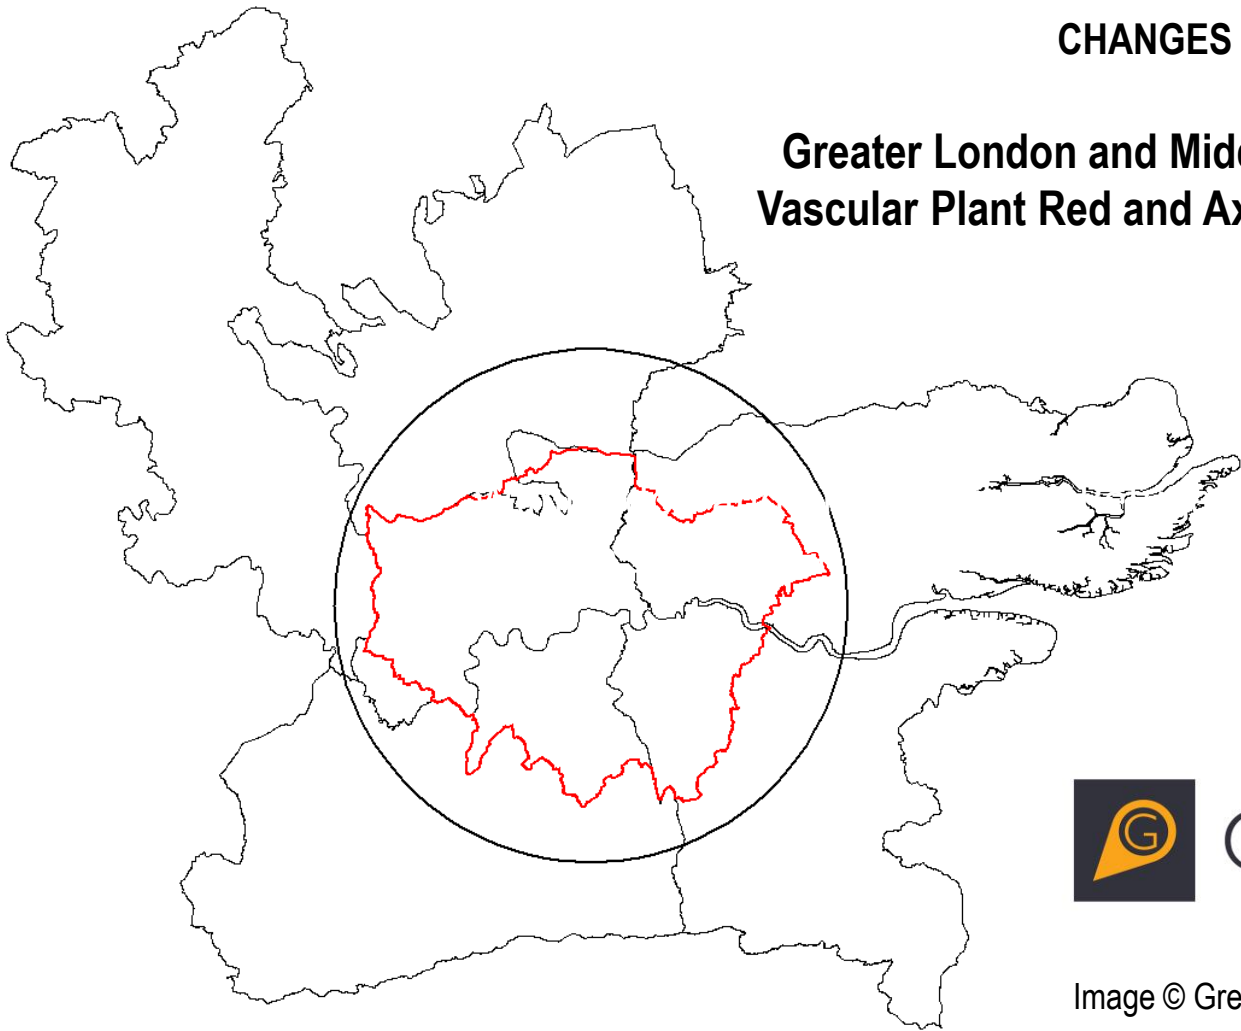 CHANGES
Greater London and Midd
Vascular Plant Red and Ax
G
Image © Gre